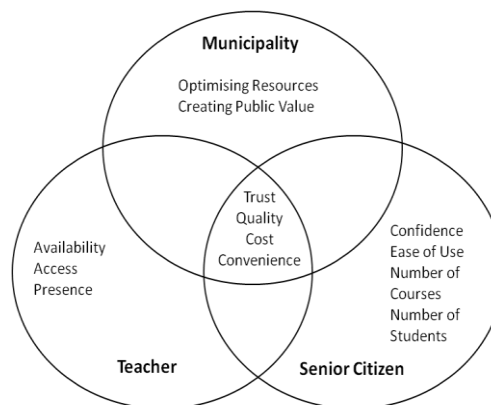 Municipality
Optimising Resources
Creating Public Value
Trust
Quality
Cost
Convenience
Availability
Access
Presence
Confidence
Ease of Use
Number of
Courses
Number of
Students
Teacher
Senior Citizen